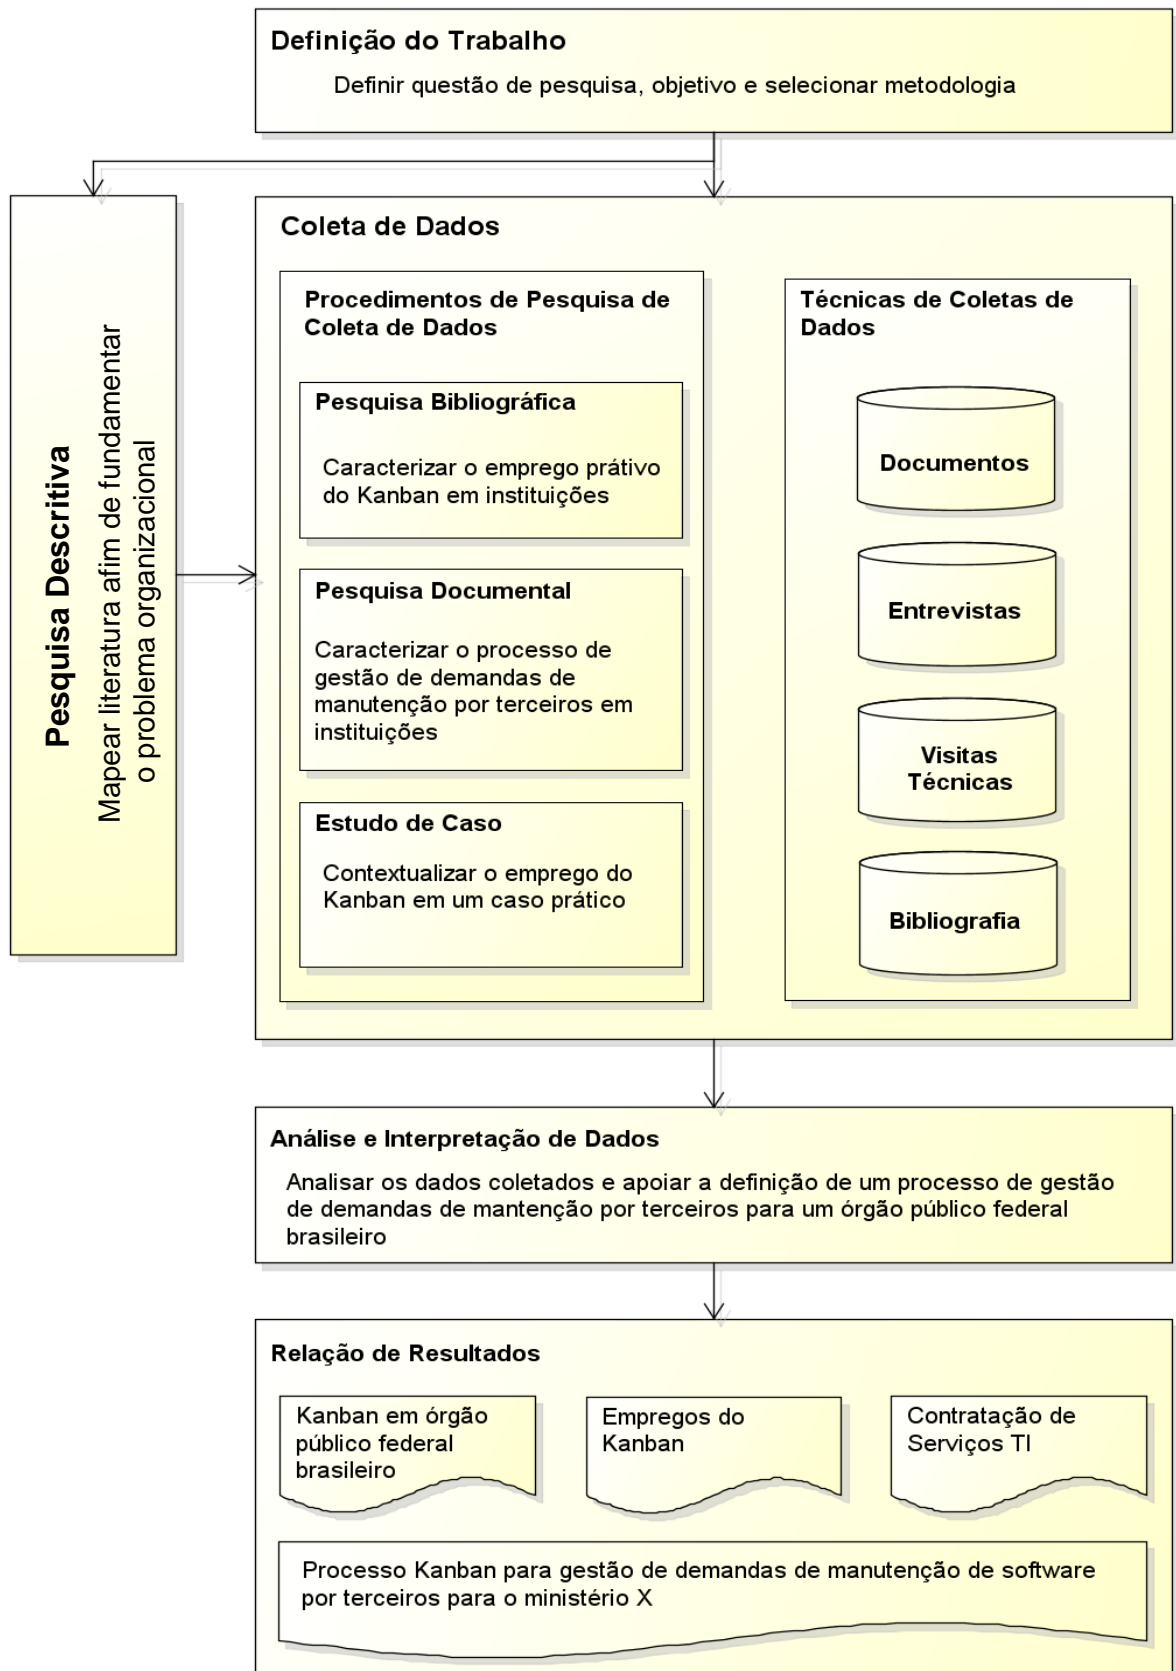 Definição do Trabalho
Definir questão de pesquisa, objetivo e selecionar metodologia
Pesquisa Descritiva
Mapear literatura afim de fundamentar
o problema organizacional
Coleta de Dados
Procedimentos de Pesquisa de
Coleta de Dados
Pesquisa Bibliográfica
Caracterizar o emprego prátivo
do Kanban em instituições
Pesquisa Documental
Caracterizar o processo de
gestão de demandas de
manutenção por terceiros em
instituições
Estudo de Caso
Contextualizar o emprego do
Kanban em um caso prático
Técnicas de Coletas de
Dados
Documentos
Entrevistas
Visitas
Técnicas
Bibliografia
Análise e Interpretação de Dados
Analisar os dados coletados e apoiar a definição de um processo de gestão
de demandas de mantenção por terceiros para um órgão público federal
brasileiro
Relação de Resultados
Kanban em órgão
público federal
brasileiro
Empregos do
Kanban
Contratação de
Serviços TI
Processo Kanban para gestão de demandas de manutenção de software
por terceiros para o ministério X